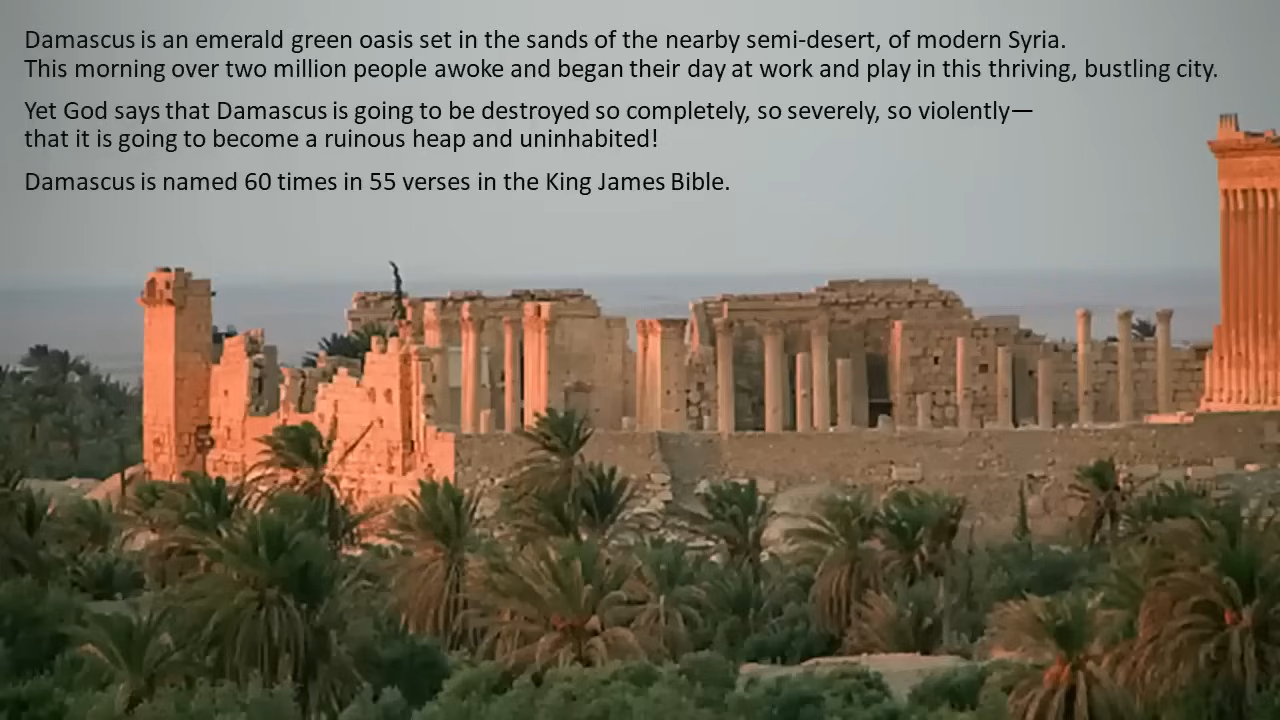 Damascus is an emerald green oasis set in the sands of the nearby semi-desert, of modern Syria.
This morning over two million people awoke and began their day at work and play in this thriving, bustling city.
Yet God says that Damascus is going to be destroyed so completely, so severely, so violently—
that it is going to become a ruinous heap and uninhabited!
Damascus is named 60 times in 55 verses in the King James Bible.